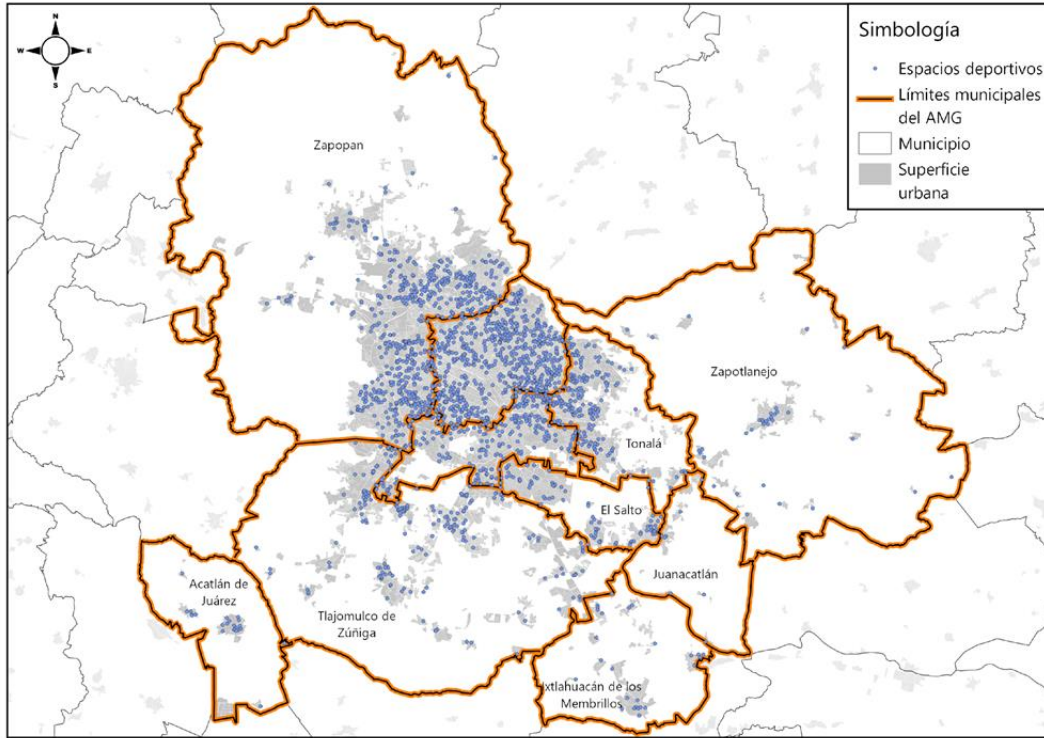 N
W E
S
Simbología
Espacios deportivos
Límites municipales
del AMG
Municipio
Superficie
urbana
Zapopan
Zapotlanejo
Tonalá
El Salto
Juanacatlán
Acatlán de
Juárez
Tlajomulco de
Zúñiga
Ixtlahuacán de los
Membrillos